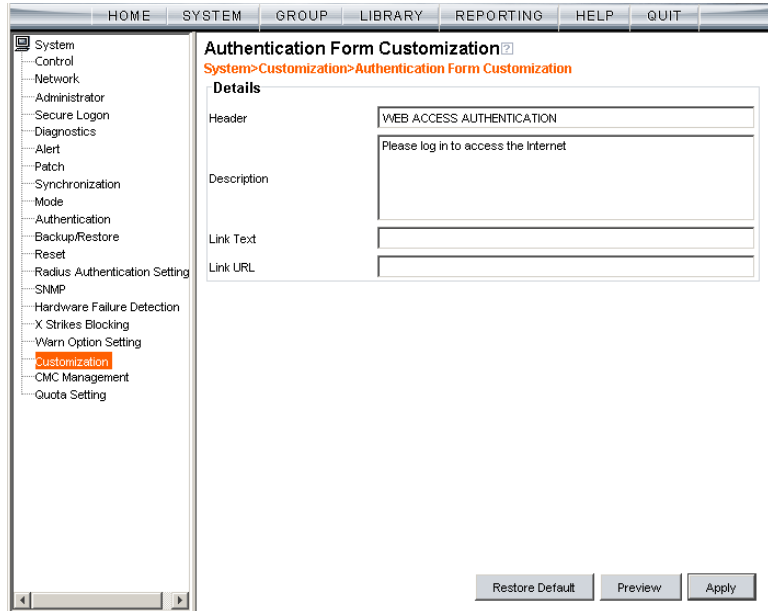 HOME SYSTEM GROUP LIBRARY REPORTING HELP QUIT
System
Control
Network
Administrator
Secure Logon
Diagnostics
Alert
Patch
Synchronization
Mode
Authentication
Backup/Restore
Reset
Radius Authentication Setting
SNMP
Hardware Failure Detection
X Strikes Blocking
Warn Option Setting
Customization
CMC Management
Quota Setting
Authentication Form Customization?
System>Customization>Authentication Form Customization
Details
Header WEB ACCESS AUTHENTICATION
Description Please log in to access the Internet
Link Text
Link URL
Restore Default Preview Apply